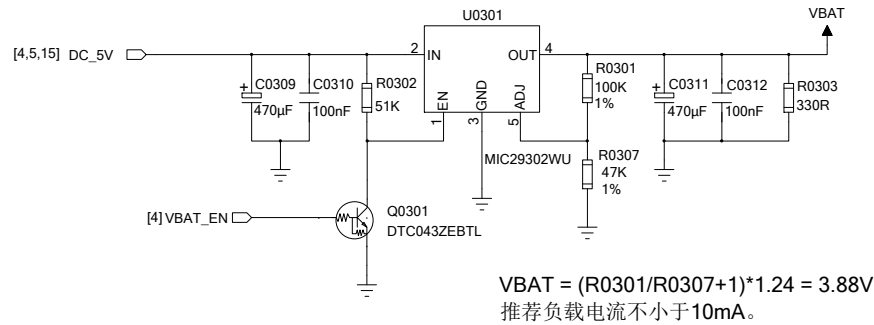 U0301
VBAT
[4,5,15] DC_5V
2
IN
OUT
4
C0309
470µF
C0310
100nF
R0302
51K
EN
GND
ADJ
1
3
5
MIC29302WU
R0301
100K
1%
C0311
470µF
C0312
100nF
R0303
330R
R0307
47K
1%
[4] VBAT_EN
Q0301
DTC043ZEBTL
VBAT = (R0301/R0307+1)*1.24 = 3.88V
推荐负载电流不小于10mA。